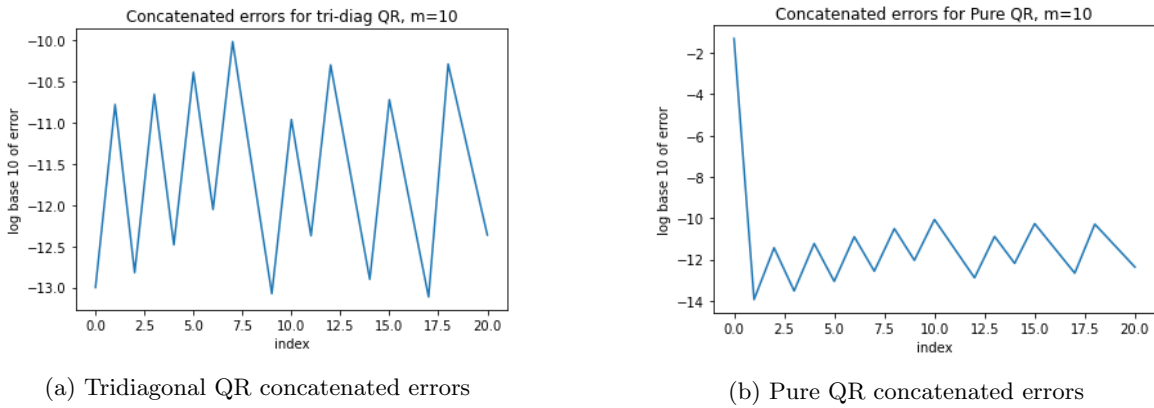 Concatenated errors for tri-diag QR, m=10
−10.0
−10.5
−11.0
−11.5
−12.0
−12.5
−13.0
log base 10 of error
0.0 2.5 5.0 7.5 10.0 12.5 15.0 17.5 20.0
index
(a) Tridiagonal QR concatenated errors
Concatenated errors for Pure QR, m=10
−2
−4
−6
−8
−10
−12
−14
log base 10 of error
0.0 2.5 5.0 7.5 10.0 12.5 15.0 17.5 20.0
index
(b) Pure QR concatenated errors